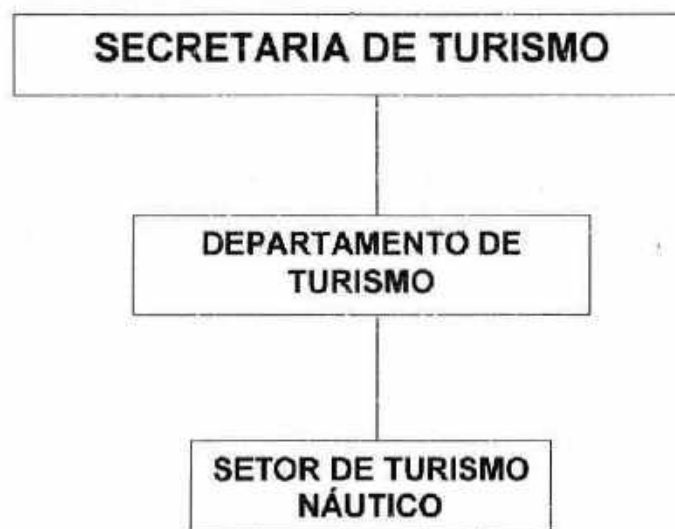 SECRETARIA DE TURISMO
DEPARTAMENTO DE
TURISMO
SETOR DE TURISMO
NÁUTICO